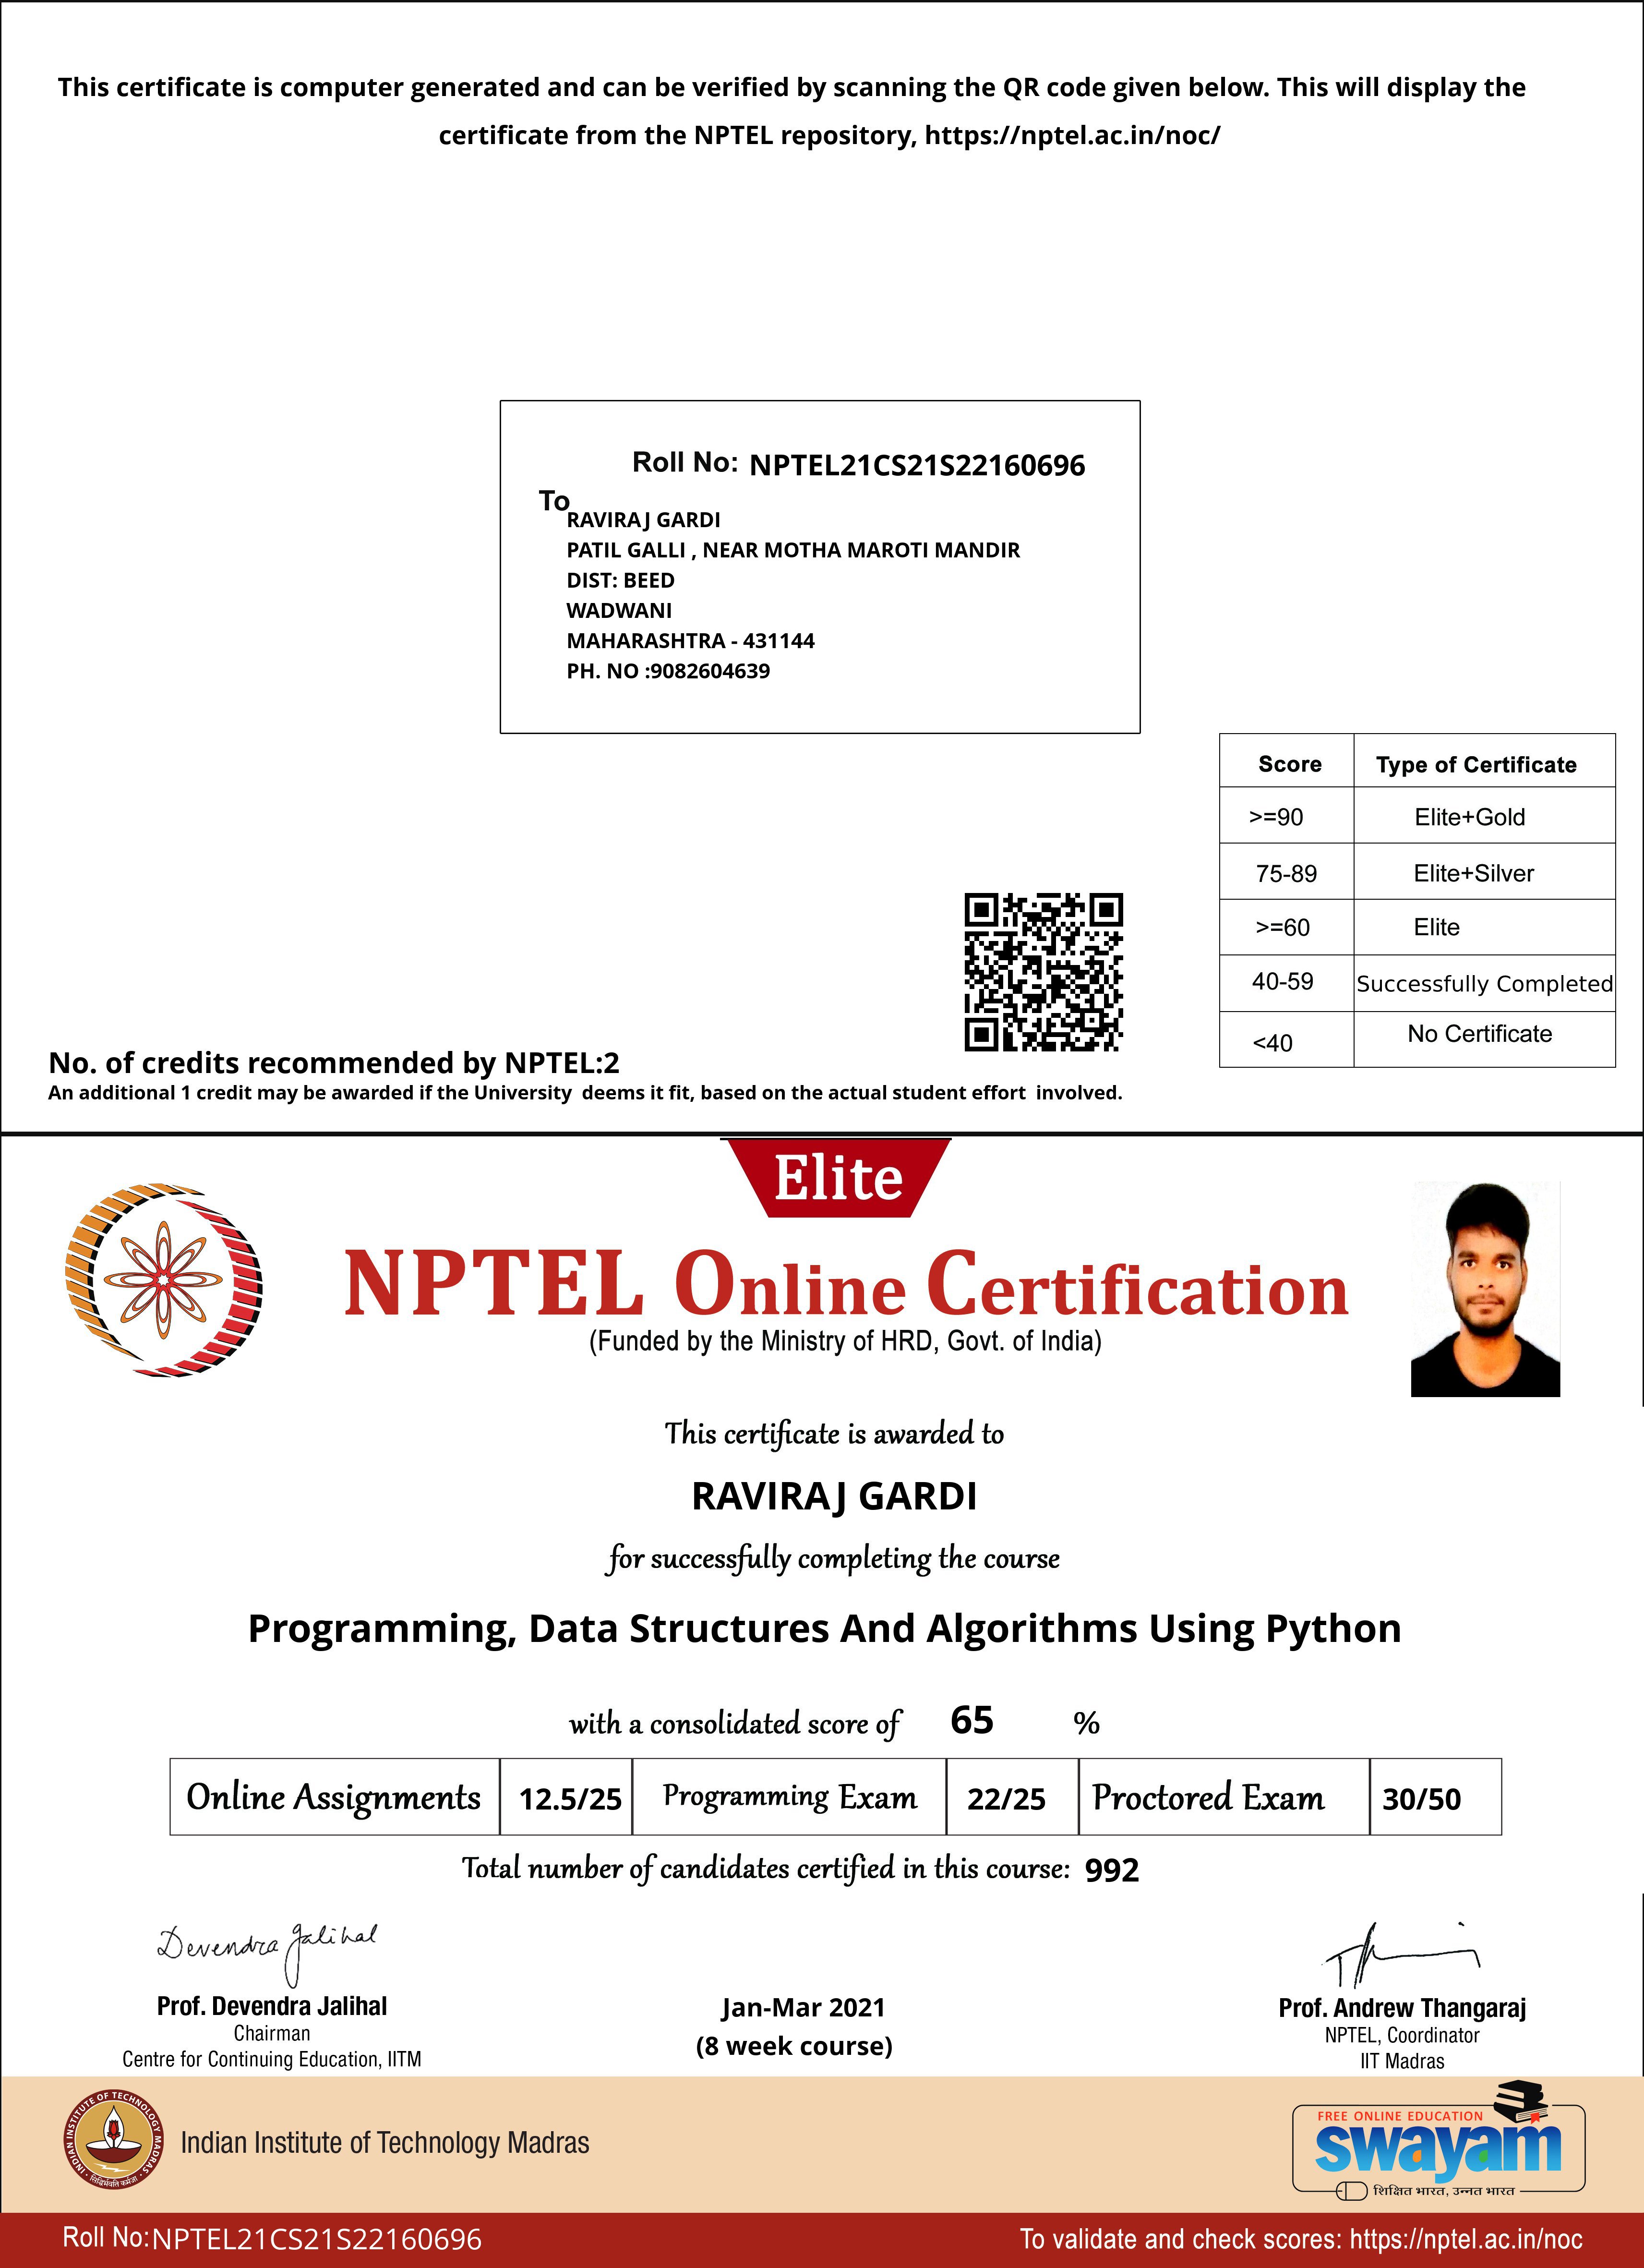 This certificate is computer generated and can be verified by scanning the QR code given below. This will display the
certificate from the NPTEL repository, https://nptel.ac.in/noc/
Roll No: NPTEL21CS21S22160696
To
RAVIRAJ GARDI
PATIL GALLI , NEAR MOTHA MAROTI MANDIR
DIST: BEED
WADWANI
MAHARASHTRA - 431144
PH. NO :9082604639
Score Type of Certificate
>=90 Elite+Gold
75-89 Elite+Silver
>=60 Elite
40-59 Successfully Completed
<40 No Certificate
No. of credits recommended by NPTEL:2
An additional 1 credit may be awarded if the University deems it fit, based on the actual student effort involved.
Elite
NPTEL Online Certification
(Funded by the Ministry of HRD, Govt. of India)
This certificate is awarded to
RAVIRAJ GARDI
for successfully completing the course
Programming, Data Structures And Algorithms Using Python
with a consolidated score of 65 %
Online Assignments 12.5/25 Programming Exam 22/25 Proctored Exam 30/50
Total number of candidates certified in this course: 992
Devendra Jalihal
Prof. Devendra Jalihal
Chairman
Centre for Continuing Education, IITM
Jan-Mar 2021
(8 week course)
Prof. Andrew Thangaraj
NPTEL, Coordinator
IIT Madras
INDIAN INSTITUTE OF TECHNOLOGY MADRAS
सिद्धिर्भवति कर्मजा
Indian Institute of Technology Madras
FREE ONLINE EDUCATION
swayam
शिक्षित भारत, उन्नत भारत
Roll No:NPTEL21CS21S22160696
To validate and check scores: https://nptel.ac.in/noc